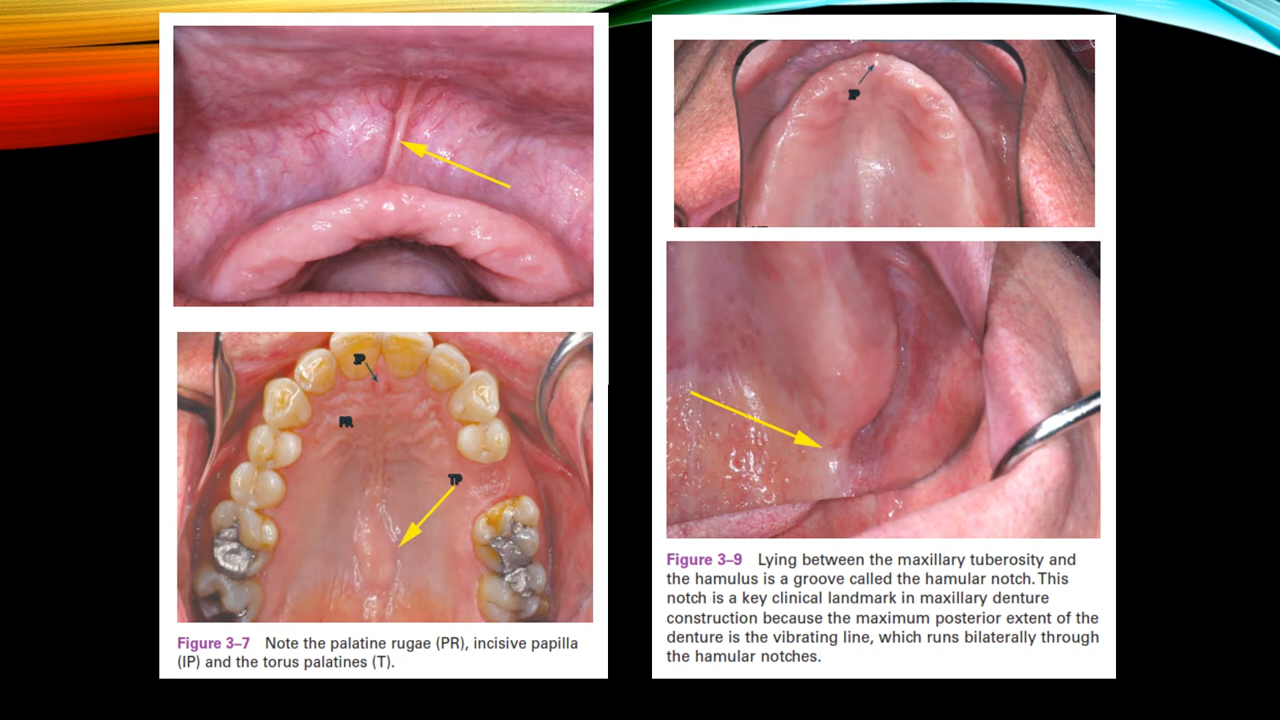 IP
PR
TP
Figure 3–7 Note the palatine rugae (PR), incisive papilla
(IP) and the torus palatines (T).
IP
Figure 3–9 Lying between the maxillary tuberosity and
the hamulus is a groove called the hamular notch. This
notch is a key clinical landmark in maxillary denture
construction because the maximum posterior extent of the
denture is the vibrating line, which runs bilaterally through
the hamular notches.